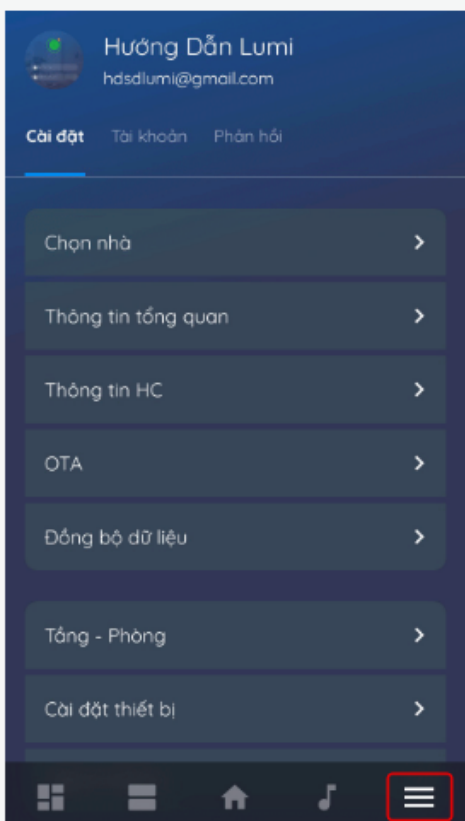 Hướng Dẫn Lumi
hdsdlumi@gmail.com
Cài đặt Tài khoản Phản hồi
Chọn nhà
Thông tin tổng quan
Thông tin HC
OTA
Đồng bộ dữ liệu
Tầng - Phòng
Cài đặt thiết bị